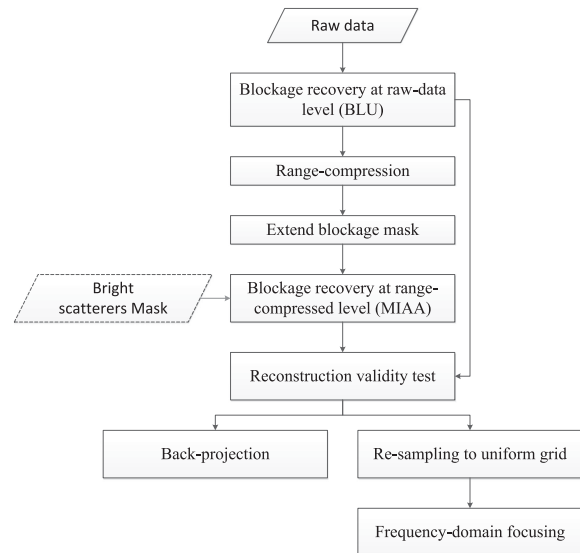 Raw data
Blockage recovery at raw-data
level (BLU)
Range-compression
Extend blockage mask
Bright
scatterers Mask
Blockage recovery at range-
compressed level (MIAA)
Reconstruction validity test
Back-projection
Re-sampling to uniform grid
Frequency-domain focusing